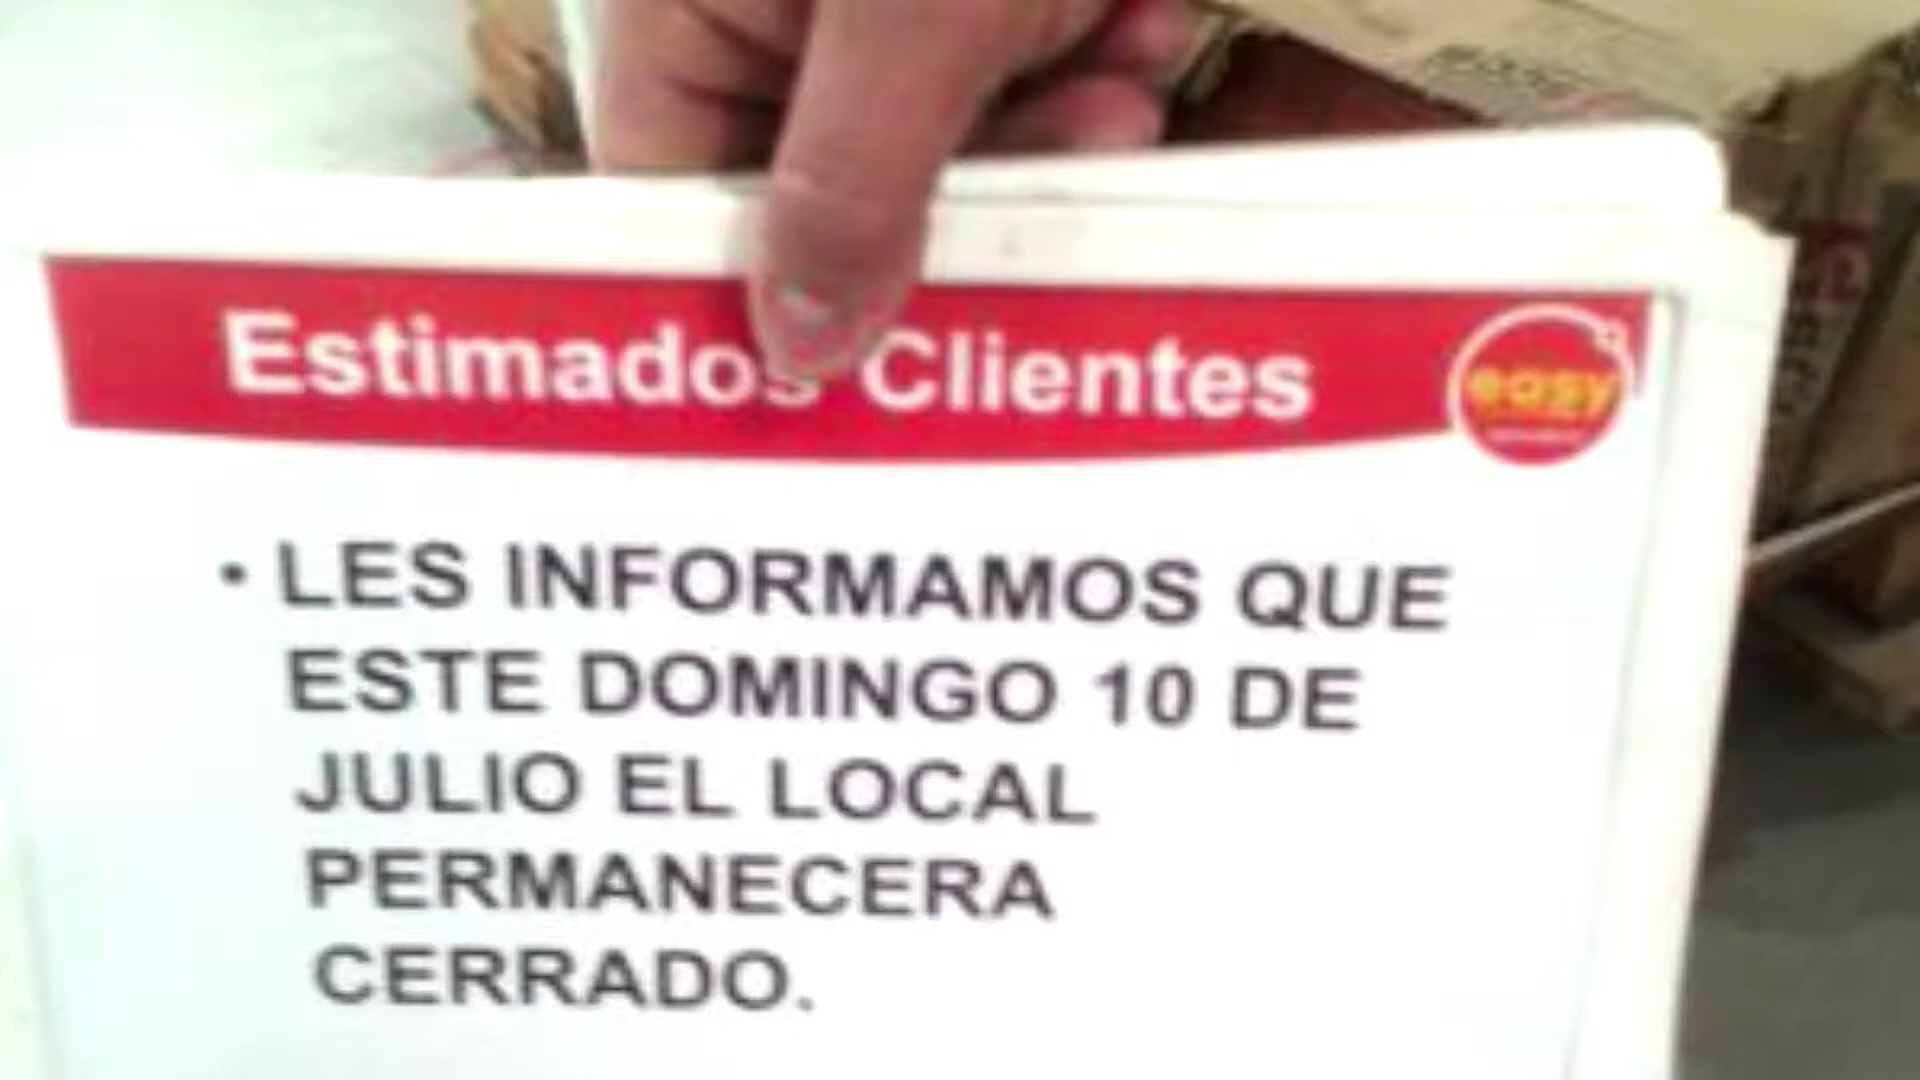 Estimados Clientes
easy
• LES INFORMAMOS QUE
ESTE DOMINGO 10 DE
JULIO EL LOCAL
PERMANECERA
CERRADO.